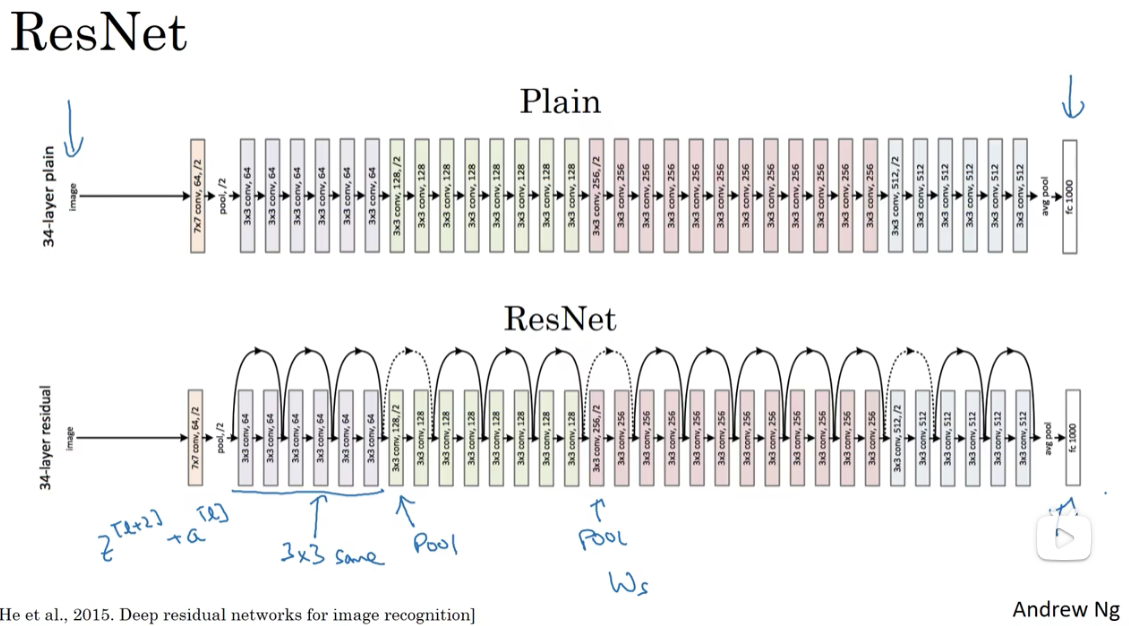 ResNet
Plain
34-layer plain
image
7x7 conv, 64, /2
pool, /2
3x3 conv, 64
3x3 conv, 64
3x3 conv, 64
3x3 conv, 64
3x3 conv, 64
3x3 conv, 64
3x3 conv, 128, /2
3x3 conv, 128
3x3 conv, 128
3x3 conv, 128
3x3 conv, 128
3x3 conv, 128
3x3 conv, 128
3x3 conv, 128
3x3 conv, 256, /2
3x3 conv, 256
3x3 conv, 256
3x3 conv, 256
3x3 conv, 256
3x3 conv, 256
3x3 conv, 256
3x3 conv, 256
3x3 conv, 256
3x3 conv, 256
3x3 conv, 256
3x3 conv, 256
3x3 conv, 512, /2
3x3 conv, 512
3x3 conv, 512
3x3 conv, 512
3x3 conv, 512
3x3 conv, 512
avg pool
fc 1000
ResNet
34-layer residual
image
7x7 conv, 64, /2
pool, /2
3x3 conv, 64
3x3 conv, 64
3x3 conv, 64
3x3 conv, 64
3x3 conv, 64
3x3 conv, 64
3x3 conv, 128, /2
3x3 conv, 128
3x3 conv, 128
3x3 conv, 128
3x3 conv, 128
3x3 conv, 128
3x3 conv, 128
3x3 conv, 128
3x3 conv, 256, /2
3x3 conv, 256
3x3 conv, 256
3x3 conv, 256
3x3 conv, 256
3x3 conv, 256
3x3 conv, 256
3x3 conv, 256
3x3 conv, 256
3x3 conv, 256
3x3 conv, 256
3x3 conv, 256
3x3 conv, 512, /2
3x3 conv, 512
3x3 conv, 512
3x3 conv, 512
3x3 conv, 512
3x3 conv, 512
avg pool
fc 1000
z[l+2] + a[l]
3x3 same
Pool
Pool
Ws
He et al., 2015. Deep residual networks for image recognition]
Andrew Ng